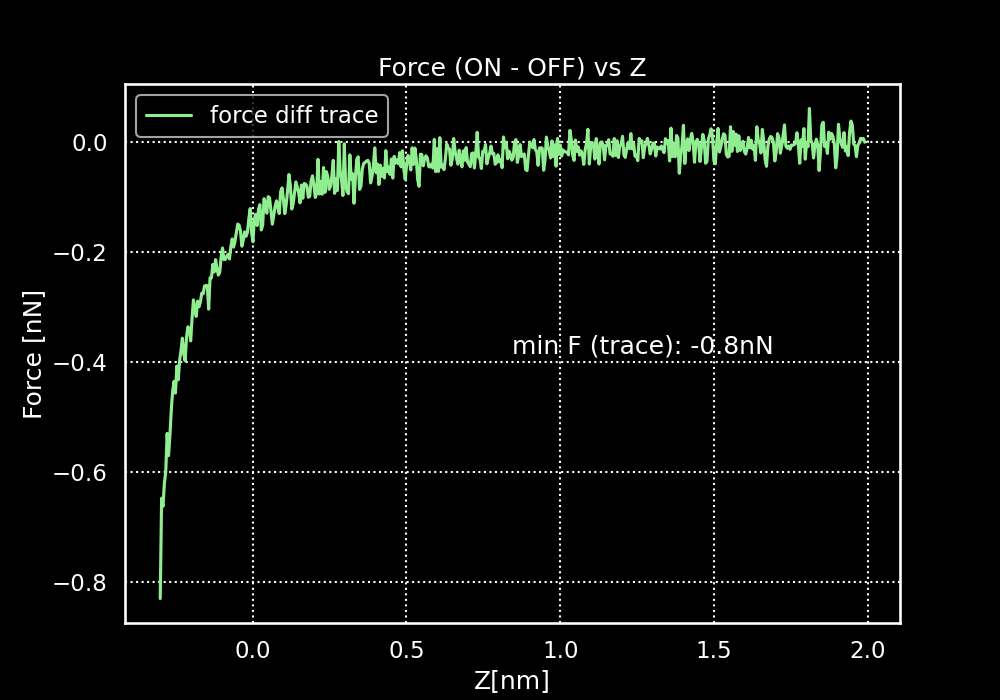 Force (ON - OFF) vs Z
force diff trace
0.0
−0.2
−0.4
−0.6
−0.8
Force [nN]
min F (trace): -0.8nN
0.0 0.5 1.0 1.5 2.0
Z[nm]